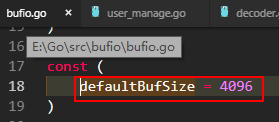 bufio.go user_manage.go decoder.
)
E:\Go\src\bufio\bufio.go
17 const (
18 defaultBufSize = 4096
19 )